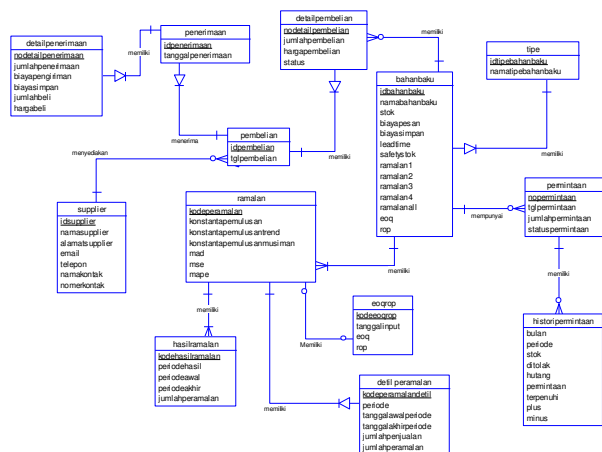 detailpenerimaan
nodetailpenerimaan
jumlahpenerimaan
biayapengiriman
biayasimpan
jumlahbeli
hargabeli
memiliki
penerimaan
idpenerimaan
tanggalpenerimaan
detailpembelian
nodetailpembelian
jumlahpembelian
hargapembelian
status
memiliki
tipe
idtipebahanbaku
namatipebahanbaku
bahanbaku
idbahanbaku
namabahanbaku
stok
biayapesan
biayasimpan
leadtime
safelystok
ramalan1
ramalan2
ramalan3
ramalan4
ramalanall
eoq
rop
memiliki
menerima
pembelian
idpembelian
tglpembelian
memiliki
menyediakan
supplier
idsupplier
namasupplier
alamatsupplier
email
telepon
namakontak
nomerkontak
ramalan
kodeperamalan
konstantapemulusan
konstantapemulusantrend
konstantapemulusanmusiman
mad
mse
mape
memiliki
mempunyai
permintaan
nopermintaan
tglpermintaan
jumlahpermintaan
statuspermintaan
memiliki
memiliki
Memilki
eoqrop
kodeeoqrop
tanggalinput
eoq
rop
hasilramalan
kodehasilramalan
periodehasil
periodeawal
periodeakhir
jumlahperamalan
memiliki
detil peramalan
kodeperamalandetil
periode
tanggalawalperiode
tanggalakhirperiode
jumlahpenjualan
jumlahperamalan
historipermintaan
bulan
periode
stok
ditolak
hutang
permintaan
terpenuhi
plus
minus